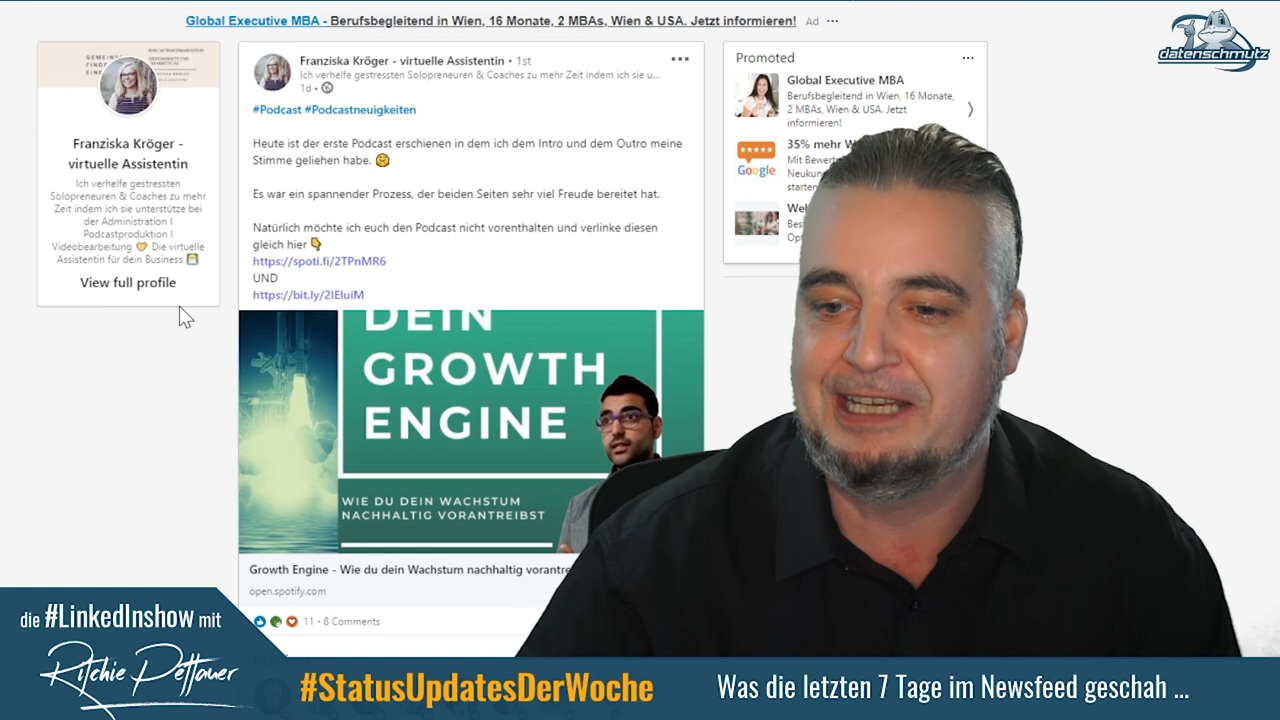 Global Executive MBA - Berufsbegleitend in Wien, 16 Monate, 2 MBAs, Wien & USA. Jetzt informieren! Ad ···
datenschmutz
Franziska Kröger -
virtuelle Assistentin
Ich verhelfe gestressten
Solopreneuren & Coaches zu mehr
Zeit indem ich sie unterstütze bei
der Administration I
Podcastproduktion I
Videobearbeitung 🧡 Die virtuelle
Assistentin für dein Business
View full profile
Franziska Kröger - virtuelle Assistentin • 1st
Ich verhelfe gestressten Solopreneuren & Coaches zu mehr Zeit indem ich sie u...
1d •
#Podcast #Podcastneuigkeiten
Heute ist der erste Podcast erschienen in dem ich dem Intro und dem Outro meine
Stimme geliehen habe. 🤗
Es war ein spannender Prozess, der beiden Seiten sehr viel Freude bereitet hat.
Natürlich möchte ich euch den Podcast nicht vorenthalten und verlinke diesen
gleich hier 👇
https://spoti.fi/2TPnMR6
UND
https://bit.ly/2IEluiM
DEIN
GROWTH
ENGINE
WIE DU DEIN WACHSTUM
NACHHALTIG VORANTREIBST
Growth Engine - Wie du dein Wachstum nachhaltig
open.spotify.com
11 • 8 Comments
Promoted ···
Global Executive MBA
Berufsbegleitend in Wien, 16 Monate,
2 MBAs, Wien & USA. Jetzt
informieren!
35% mehr
Google
Mit
die #LinkedInshow mit
Ritchie Pettauer
#StatusUpdatesDerWoche
Was die letzten 7 Tage im Newsfeed geschah ...